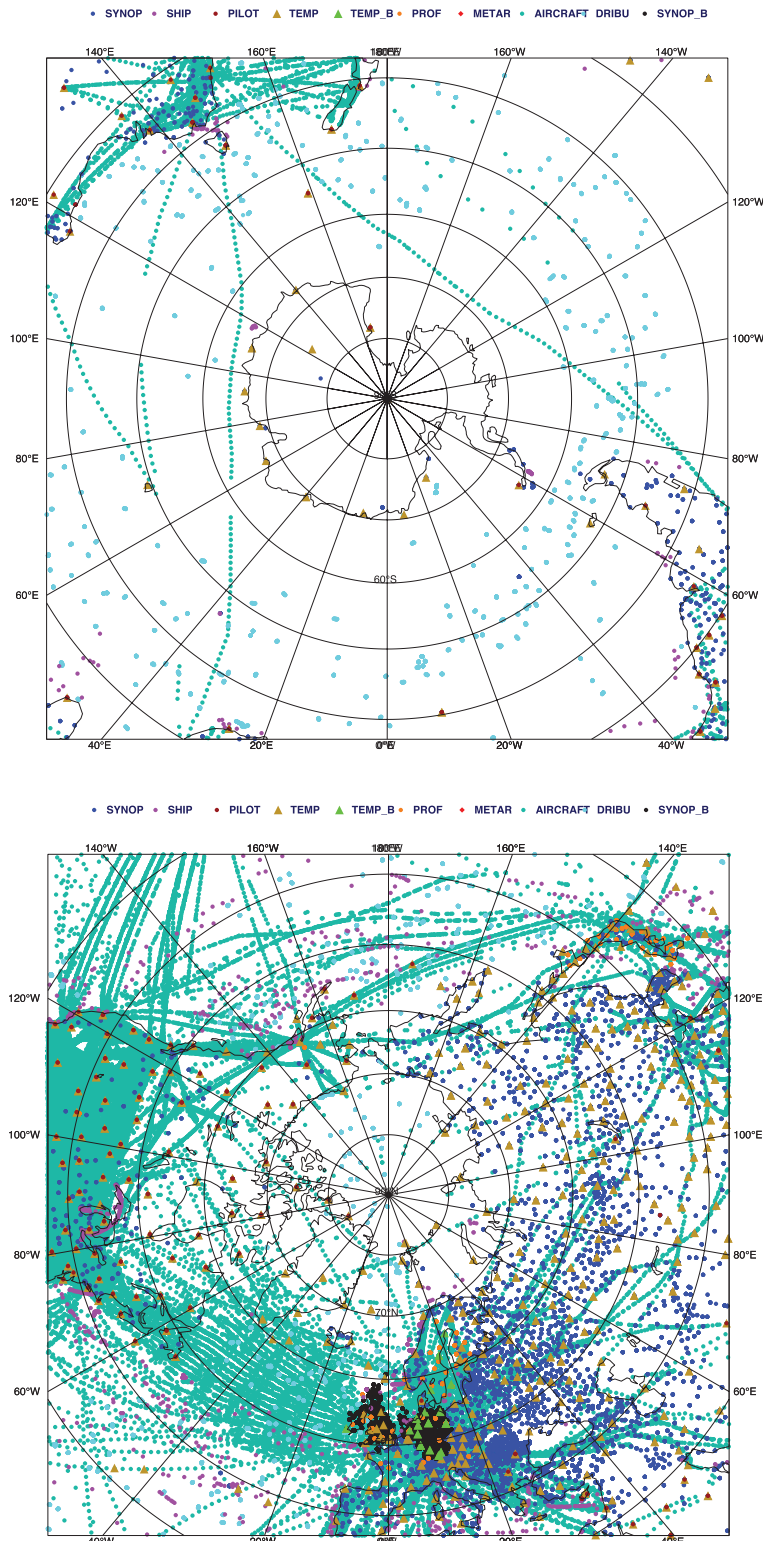 SYNOP SHIP PILOT TEMP TEMP_B PROF METAR AIRCRAFT DRIBU SYNOP_B
140°E 160°E 160°W 140°W
120°E 120°W
100°E 100°W
80°E 80°W
60°S
60°E 60°W
40°E 20°E 20°W 40°W
SYNOP SHIP PILOT TEMP TEMP_B PROF METAR AIRCRAFT DRIBU SYNOP_B
140°W 160°W 160°E 140°E
120°W 120°E
100°W 100°E
80°W 80°E
70°N
60°W 60°E